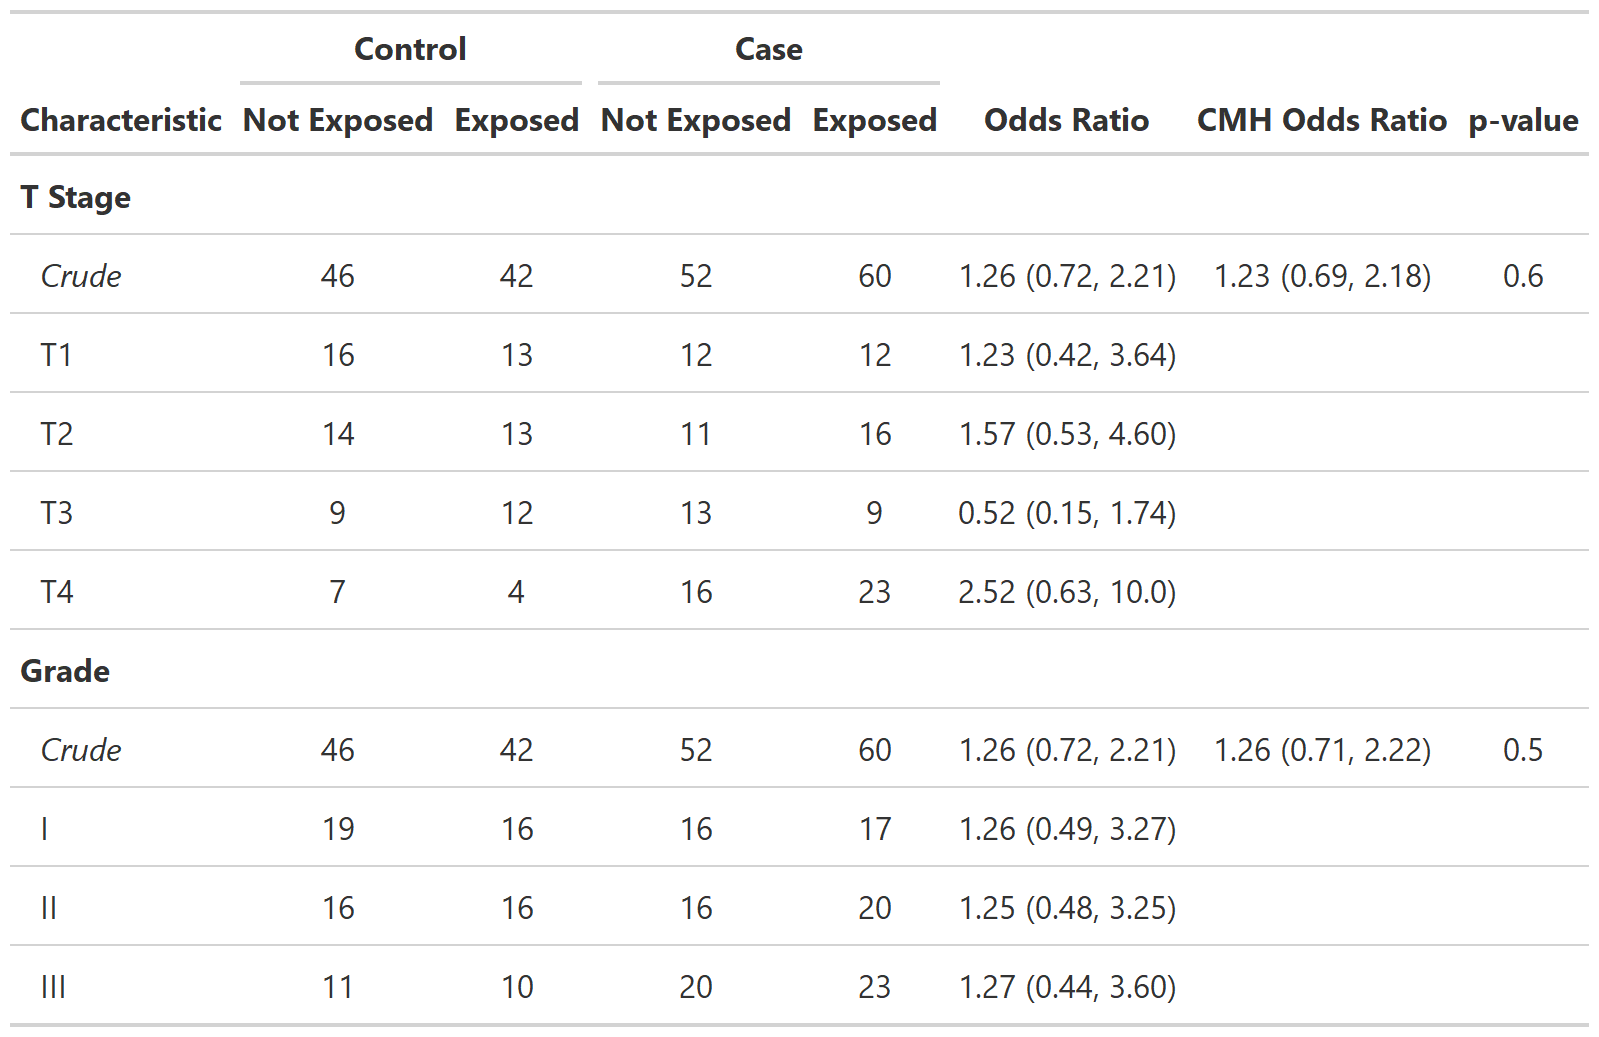 Control Case
Characteristic Not Exposed Exposed Not Exposed Exposed Odds Ratio CMH Odds Ratio p-value
T Stage
Crude 46 42 52 60 1.26 (0.72, 2.21) 1.23 (0.69, 2.18) 0.6
T1 16 13 12 12 1.23 (0.42, 3.64)
T2 14 13 11 16 1.57 (0.53, 4.60)
T3 9 12 13 9 0.52 (0.15, 1.74)
T4 7 4 16 23 2.52 (0.63, 10.0)
Grade
Crude 46 42 52 60 1.26 (0.72, 2.21) 1.26 (0.71, 2.22) 0.5
I 19 16 16 17 1.26 (0.49, 3.27)
II 16 16 16 20 1.25 (0.48, 3.25)
III 11 10 20 23 1.27 (0.44, 3.60)